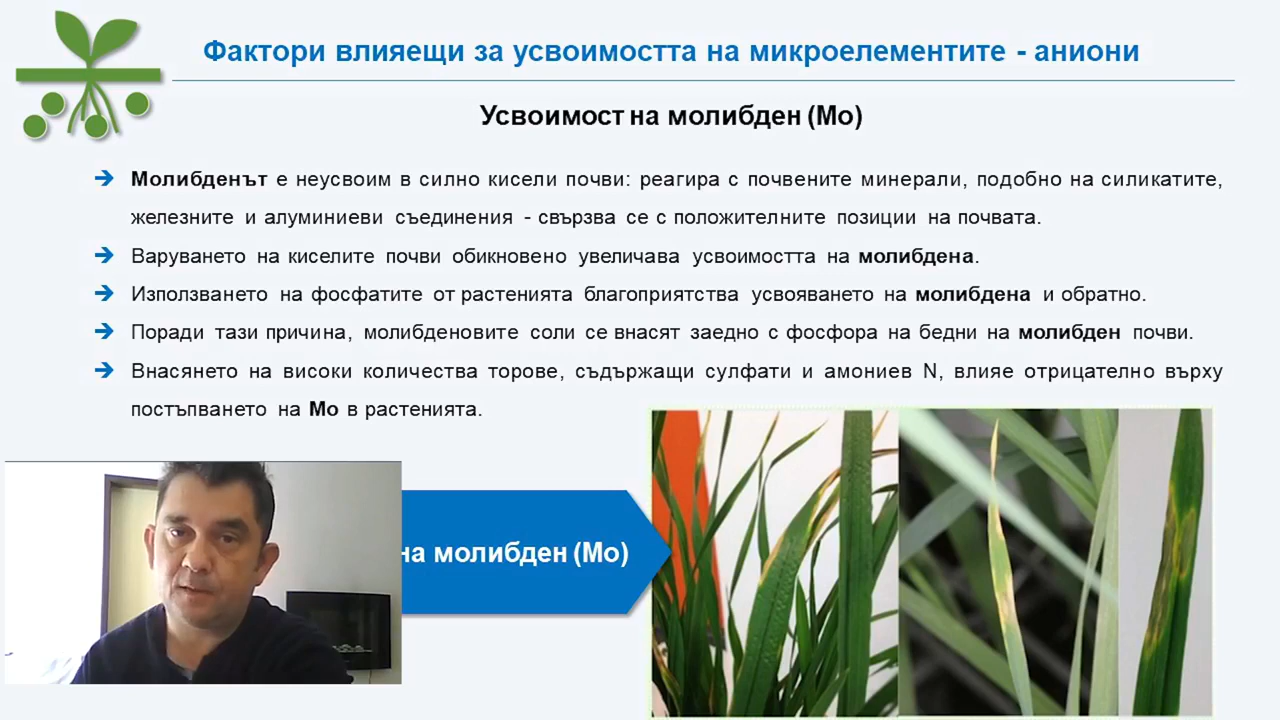 Фактори влияещи за усвоимостта на микроелементите - аниони
Усвоимост на молибден (Мо)
➔ Молибденът е неусвоим в силно кисели почви: реагира с почвените минерали, подобно на силикатите,
железните и алуминиеви съединения - свързва се с положителните позиции на почвата.
➔ Варуването на киселите почви обикновено увеличава усвоимостта на молибдена.
➔ Използването на фосфатите от растенията благоприятства усвояването на молибдена и обратно.
➔ Поради тази причина, молибденовите соли се внасят заедно с фосфора на бедни на молибден почви.
➔ Внасянето на високи количества торове, съдържащи сулфати и амониев N, влияе отрицателно върху
постъпването на Мо в растенията.
на молибден (Мо)